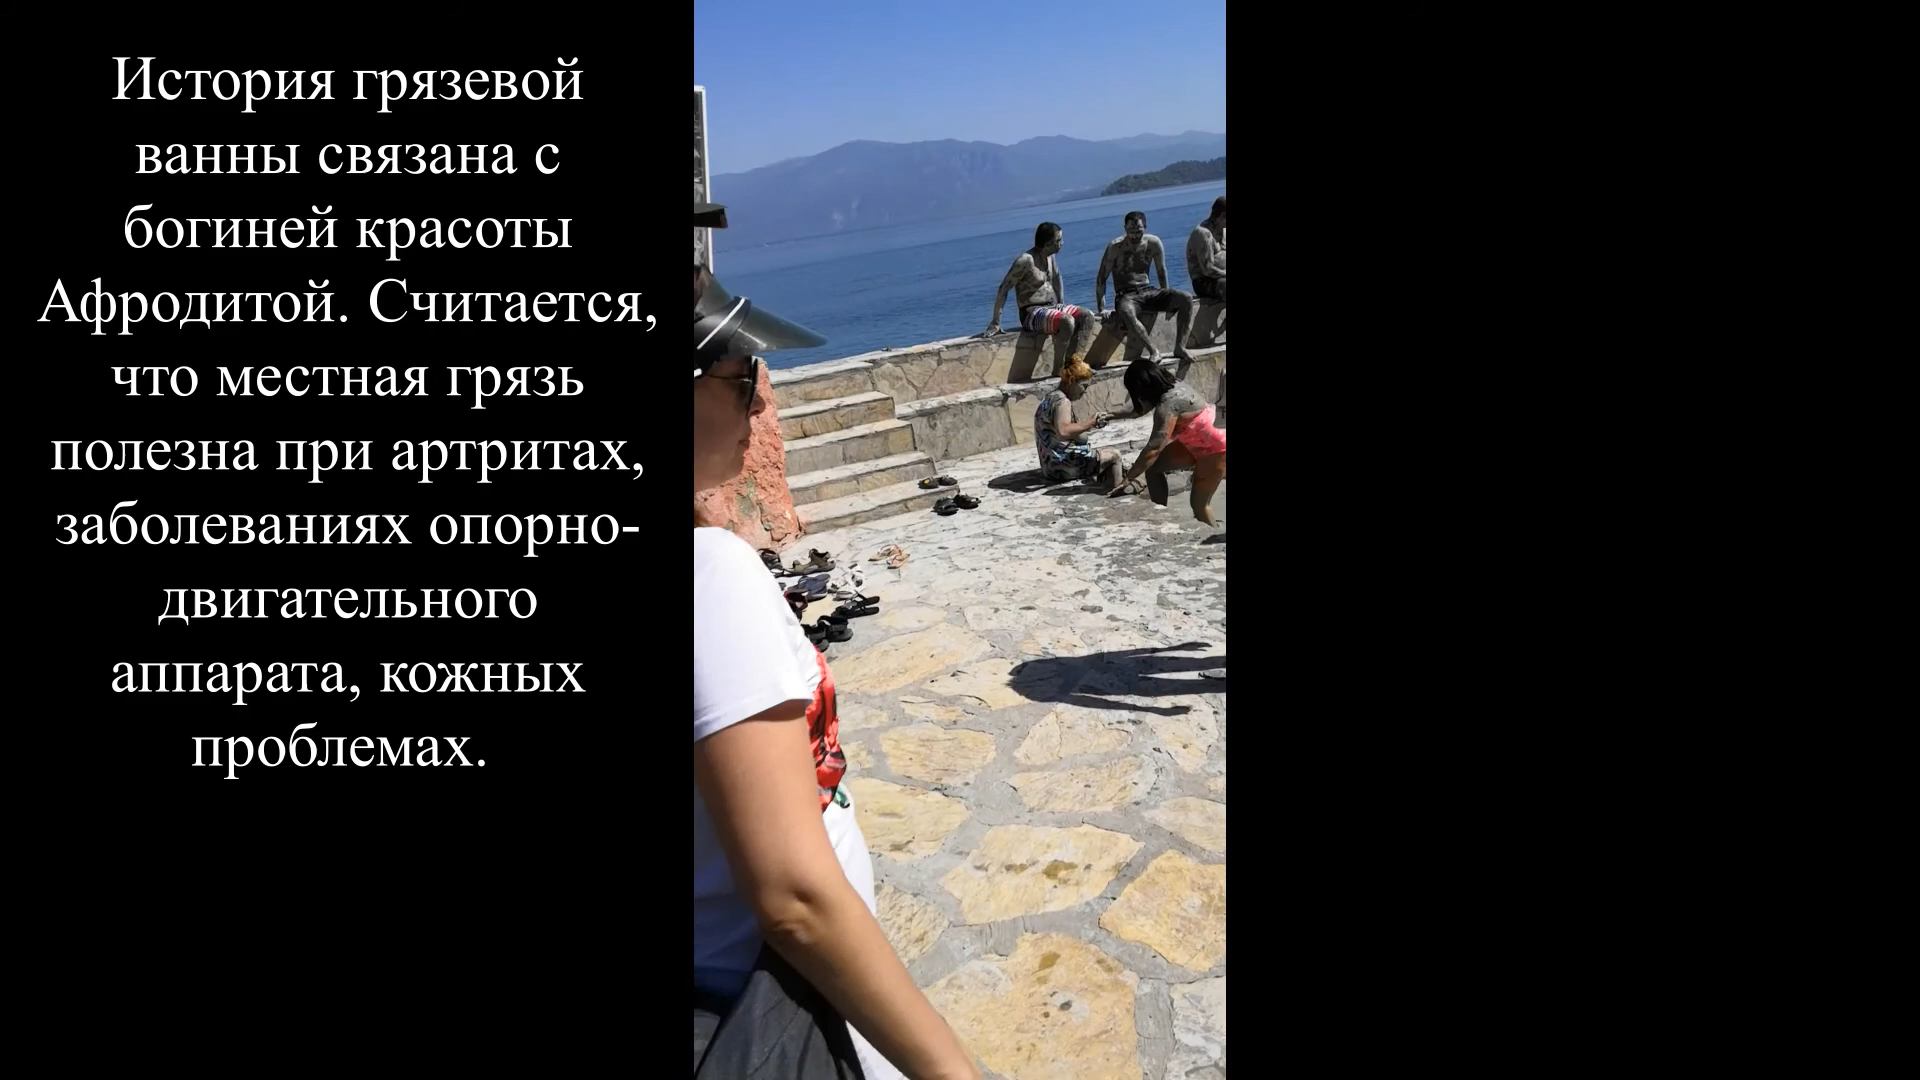 История грязевой
ванны связана с
богиней красоты
Афродитой. Считается,
что местная грязь
полезна при артритах,
заболеваниях опорно-
двигательного
аппарата, кожных
проблемах.